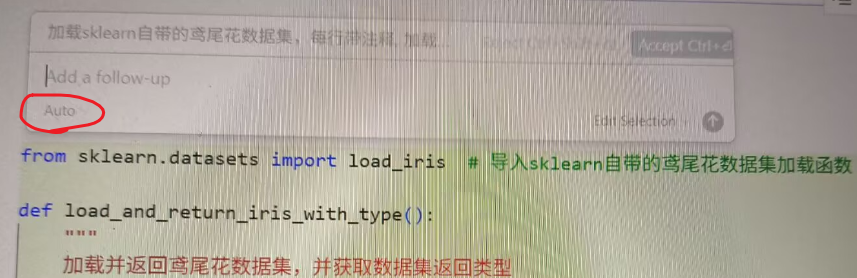 加载sklearn自带的鸢尾花数据集，每行带注释, 加载...
Accept Ctrl+⏎
Add a follow-up
Auto
Edit Selection
from sklearn.datasets import load_iris  # 导入sklearn自带的鸢尾花数据集加载函数
def load_and_return_iris_with_type():
"""
加载并返回鸢尾花数据集，并获取数据集返回类型